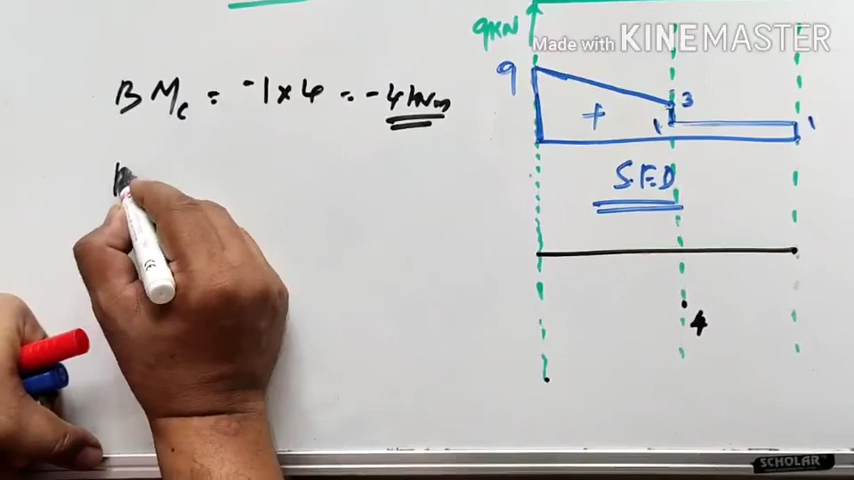 9KN
Made with KINEMASTER
BMc = -1×4 = -4kNm
9
3
+
1
1
S.F.D
4
SCHOLAR